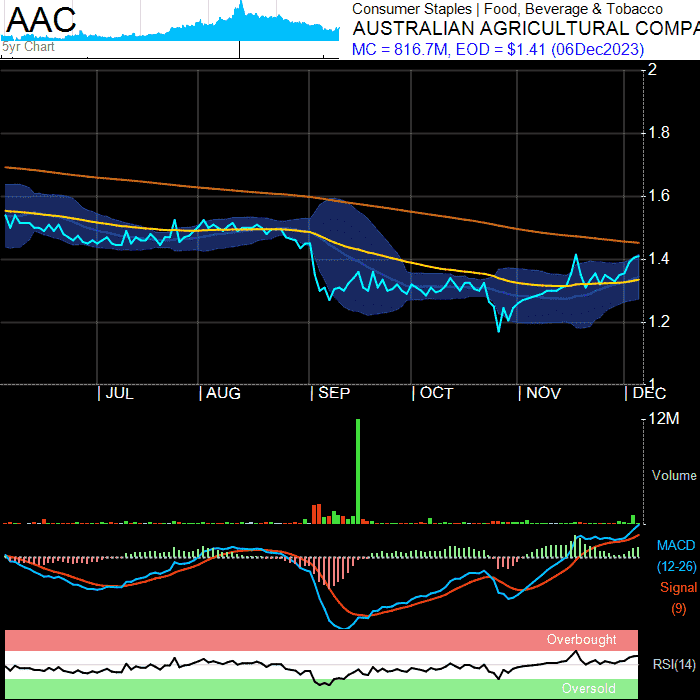 AAC
5yr Chart
Consumer Staples | Food, Beverage & Tobacco
AUSTRALIAN AGRICULTURAL COMPA
MC = 816.7M, EOD = $1.41 (06Dec2023)
2
1.8
1.6
1.4
1.2
1
| JUL | AUG | SEP | OCT | NOV | DEC
12M
Volume
MACD
(12-26)
Signal
(9)
Overbought
RSI(14)
Oversold